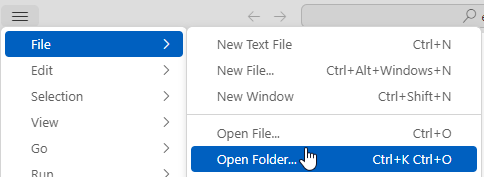 File
New Text File Ctrl+N
Edit
New File... Ctrl+Alt+Windows+N
Selection
New Window Ctrl+Shift+N
View
Go
Open File... Ctrl+O
Run
Open Folder... Ctrl+K Ctrl+O